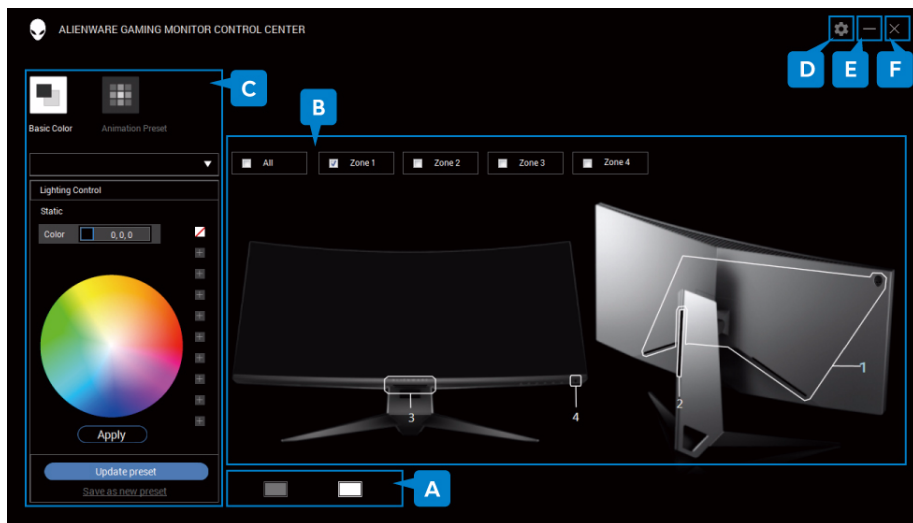 ALIENWARE GAMING MONITOR CONTROL CENTER
D E F
C
B
Basic Color Animation Preset
All Zone 1 Zone 2 Zone 3 Zone 4
Lighting Control
Static
Color 0, 0, 0
1
2
3 4
Apply
Update preset
Save as new preset
A